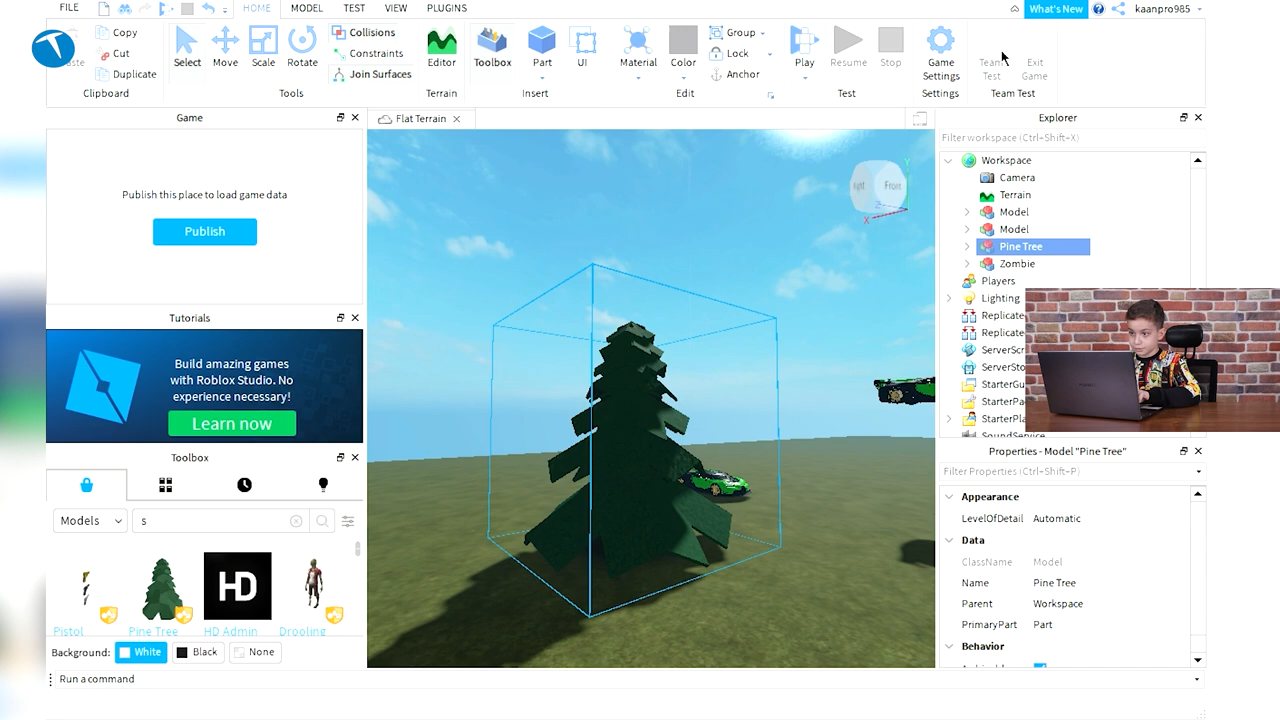 FILE
HOME
MODEL
TEST
VIEW
PLUGINS
What's New
kaanpro985
Copy
Cut
Duplicate
Clipboard
Select
Move
Scale
Rotate
Collisions
Constraints
Join Surfaces
Tools
Editor
Terrain
Toolbox
Part
UI
Insert
Material
Color
Group
Lock
Anchor
Edit
Play
Resume
Stop
Test
Game
Settings
Settings
Team
Test
Exit
Game
Team Test
Game
Publish this place to load game data
Publish
Tutorials
Build amazing games
with Roblox Studio. No
experience necessary!
Learn now
Toolbox
Models
s
HD
Pistol
Pine Tree
HD Admin
Drooling
Background:
White
Black
None
Run a command
Flat Terrain
Right
Front
Y
Z
X
Explorer
Filter workspace (Ctrl+Shift+X)
Workspace
Camera
Terrain
Model
Model
Pine Tree
Zombie
Players
Lighting
Replicate
Replicate
ServerScr
ServerSto
StarterGu
StarterPa
StarterPla
SoundService
Properties - Model "Pine Tree"
Filter Properties (Ctrl+Shift+P)
Appearance
LevelOfDetail Automatic
Data
ClassName Model
Name Pine Tree
Parent Workspace
PrimaryPart Part
Behavior